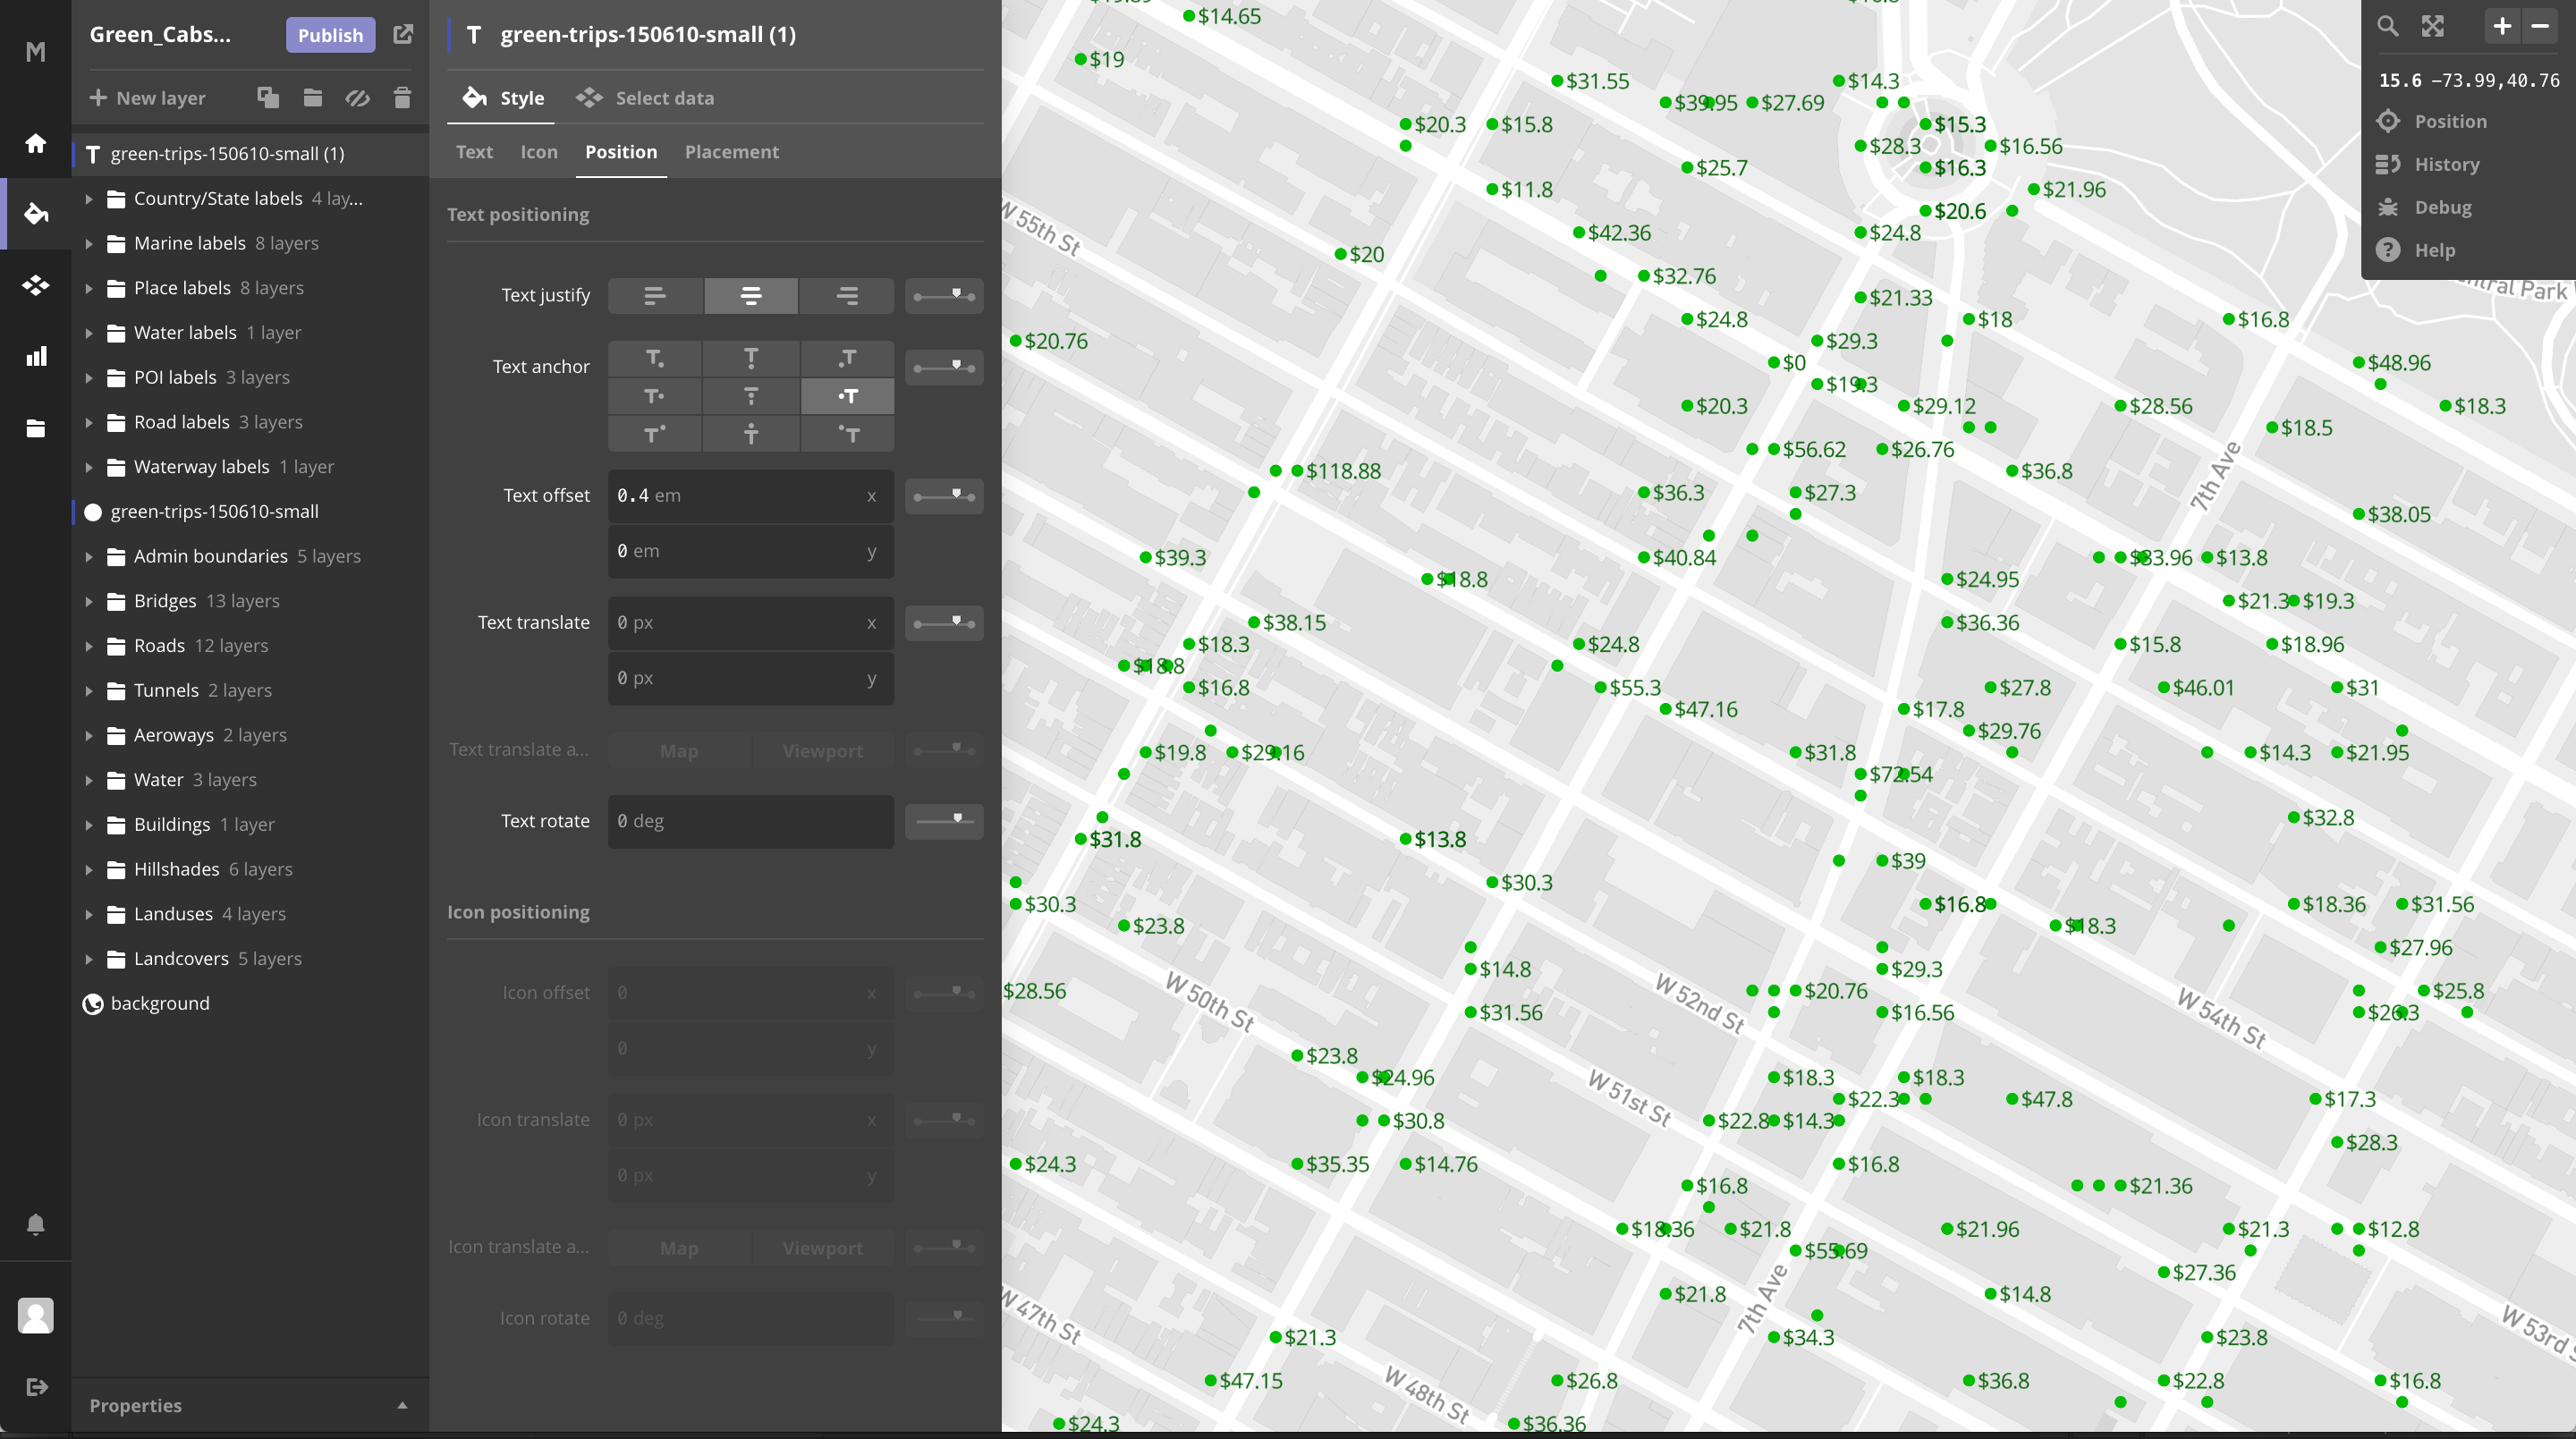 M
Green_Cabs...
Publish
New layer
green-trips-150610-small (1)
Country/State labels 4 lay...
Marine labels 8 layers
Place labels 8 layers
Water labels 1 layer
POI labels 3 layers
Road labels 3 layers
Waterway labels 1 layer
green-trips-150610-small
Admin boundaries 5 layers
Bridges 13 layers
Roads 12 layers
Tunnels 2 layers
Aeroways 2 layers
Water 3 layers
Buildings 1 layer
Hillshades 6 layers
Landuses 4 layers
Landcovers 5 layers
background
Properties
T green-trips-150610-small (1)
Style Select data
Text Icon Position Placement
Text positioning
Text justify
Text anchor
Text offset 0.4 em x
0 em y
Text translate 0 px x
0 px y
Text translate a... Map Viewport
Text rotate 0 deg
Icon positioning
Icon offset 0 x
0 y
Icon translate 0 px x
0 px y
Icon translate a... Map Viewport
Icon rotate 0 deg
15.6 -73.99,40.76
Position
History
Debug
Help
$14.65
$19
$31.55 $14.3
$39.95 $27.69
$20.3 $15.8 $15.3
$28.3 $16.56
$25.7 $16.3
$11.8 $21.96
$20.6
$42.36 $24.8
W 55th St
$20
$32.76
$21.33
$24.8 $18 $16.8
$20.76 $29.3
$0 $48.96
$19.3
$20.3 $29.12 $28.56 $18.3
$18.5
$56.62 $26.76
$118.88 $36.8
7th Ave
$36.3 $27.3
$38.05
$39.3 $40.84 $33.96 $13.8
$18.8 $24.95
$21.3 $19.3
$38.15 $36.36
$18.3 $24.8 $15.8 $18.96
$18.8
$16.8 $55.3 $27.8 $46.01 $31
$47.16 $17.8
$29.76
$19.8 $29.16 $31.8 $14.3 $21.95
$72.54
$32.8
$31.8 $13.8
$39
$30.3
$30.3 $16.8 $18.36 $31.56
$23.8 $18.3
$27.96
$14.8 $29.3
$28.56 $20.76 $25.8
W 50th St
W 52nd St
W 54th St
$31.56 $16.56 $26.3
$23.8
$24.96 $18.3 $18.3
W 51st St
$22.3 $47.8 $17.3
$30.8 $22.8 $14.3
$28.3
$24.3 $35.35 $14.76 $16.8
$16.8 $21.36
$18.36 $21.8 $21.96 $21.3 $12.8
$55.69
$27.36
$21.8 $14.8
7th Ave
W 47th St
W 53rd
$21.3 $34.3 $23.8
$47.15 $26.8 $36.8 $22.8 $16.8
W 48th St
$24.3 $36.36